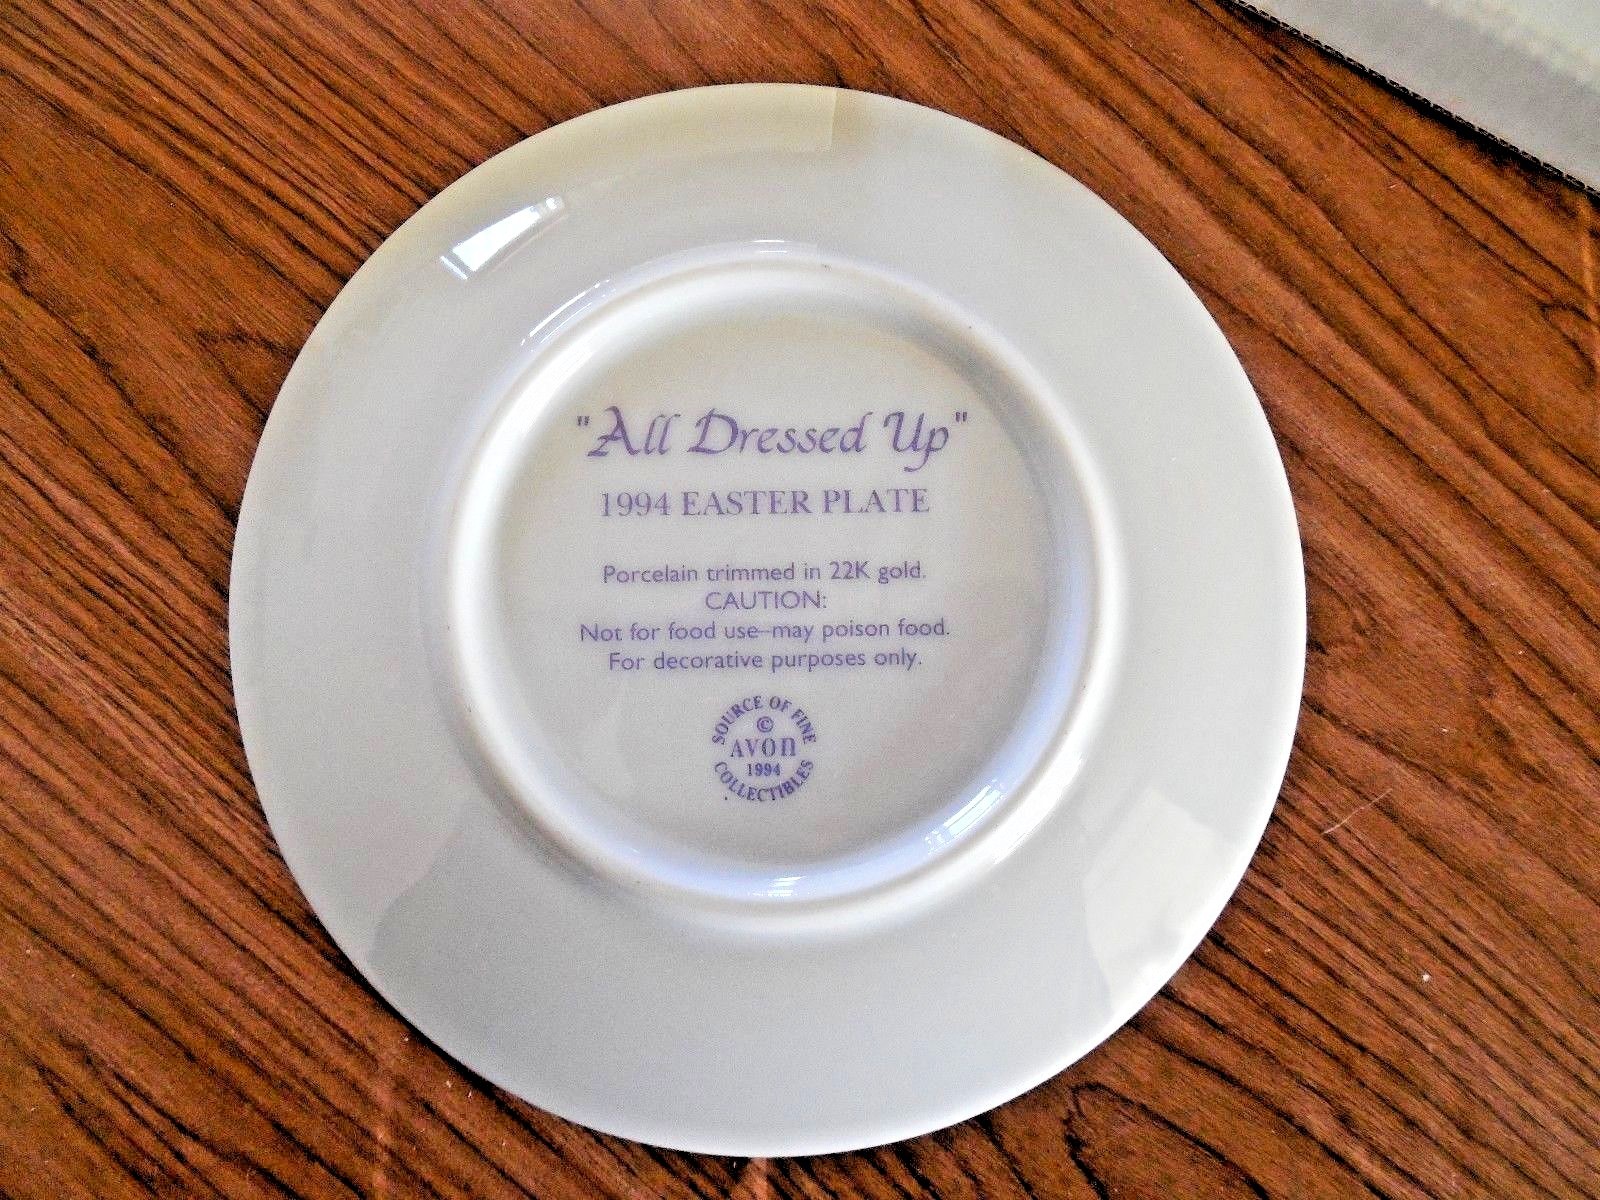 "All Dressed Up"
1994 EASTER PLATE
Porcelain trimmed in 22K gold.
CAUTION:
Not for food use–may poison food.
For decorative purposes only.
SOURCE OF FINE
©
AVON
1994
COLLECTIBLES